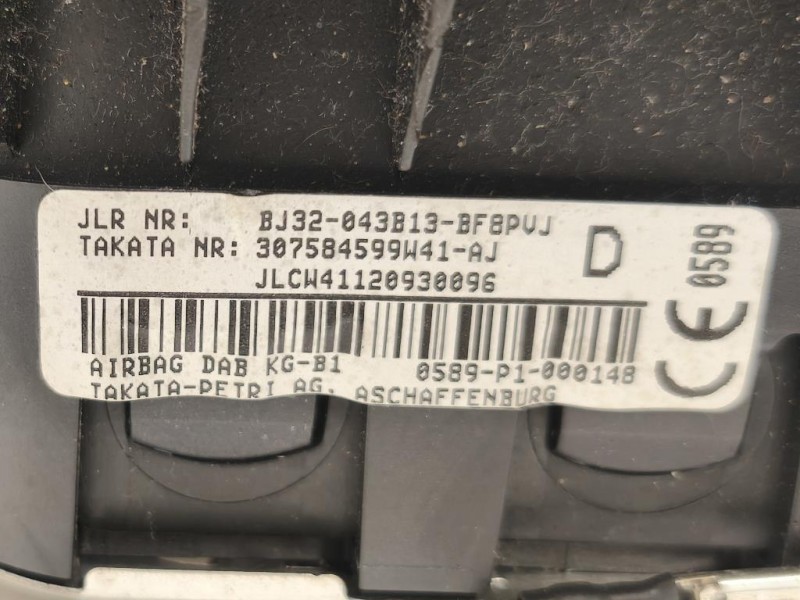 JLR NR: BJ32-043B13-BF8PVJ
TAKATA NR: 307584599W41-AJ
D
JLCW41120930096
CE 0589
AIRBAG DAB KG-B1 0589-P1-000148
TAKATA-PETRI AG, ASCHAFFENBURG